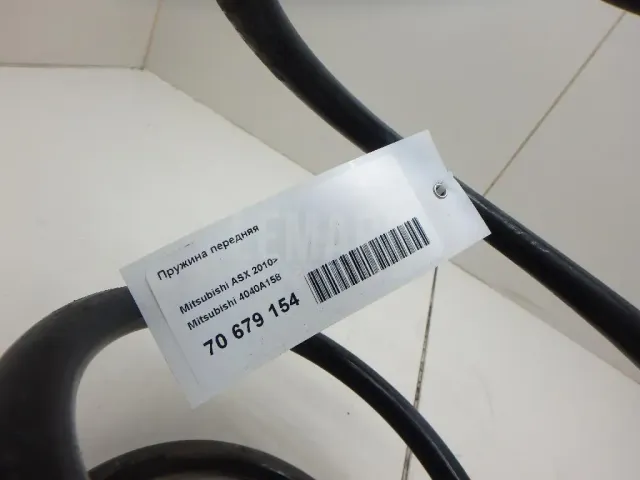 Пружина передняя
Mitsubishi ASX 2010>
Mitsubishi 4040A158
70 679 154